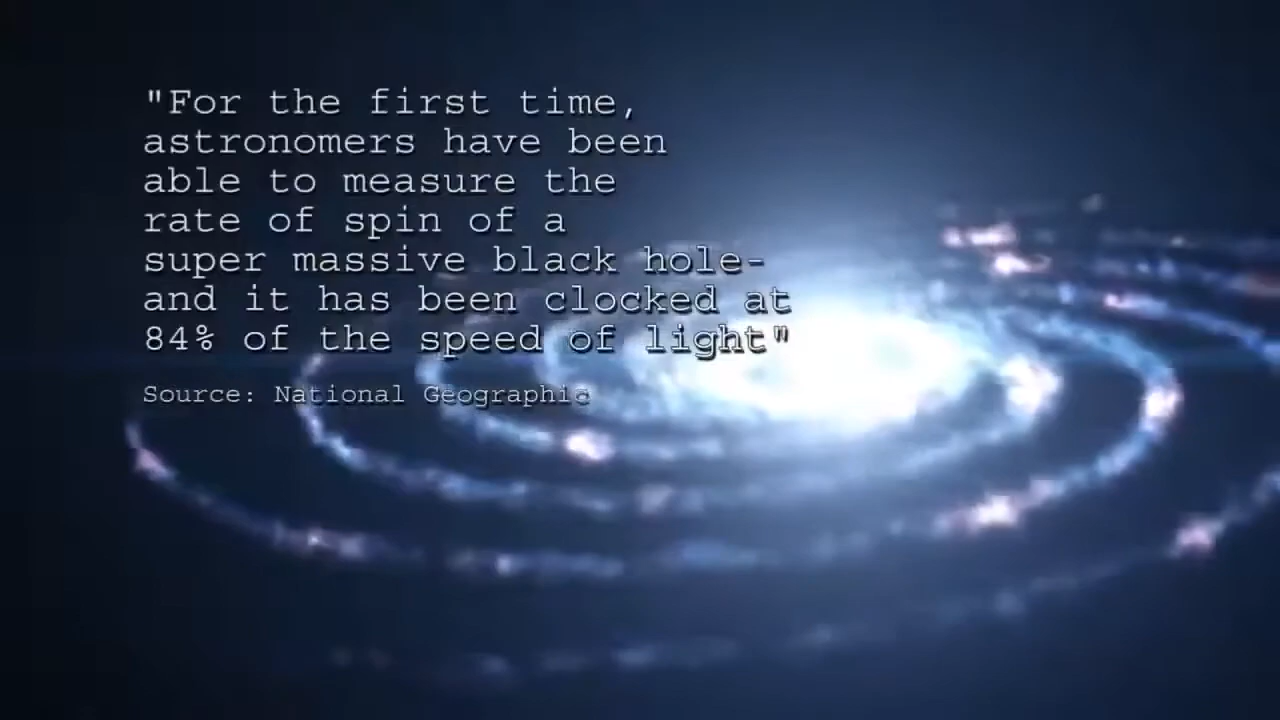 "For the first time,
astronomers have been
able to measure the
rate of spin of a
super massive black hole-
and it has been clocked at
84% of the speed of light"
Source: National Geographic